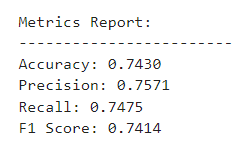 Metrics Report:
------------------------
Accuracy: 0.7430
Precision: 0.7571
Recall: 0.7475
F1 Score: 0.7414